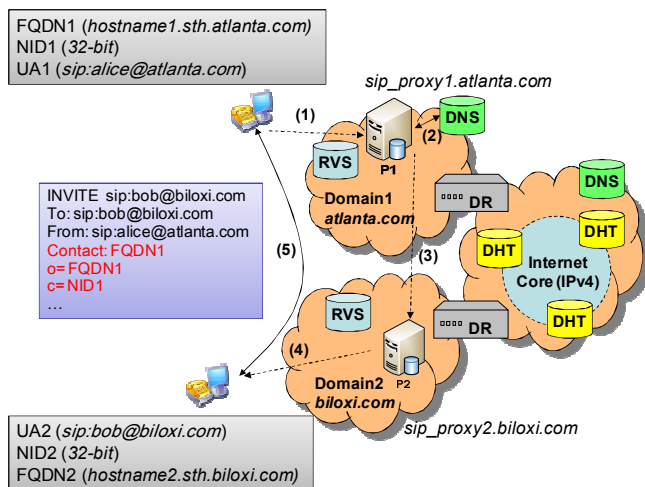 FQDN1 (hostname1.sth.atlanta.com)
NID1 (32-bit)
UA1 (sip:alice@atlanta.com)
sip_proxy1.atlanta.com
(1)
(2)
DNS
P1
RVS
DNS
Domain1
atlanta.com
DR
INVITE sip:bob@biloxi.com
To: sip:bob@biloxi.com
From: sip:alice@atlanta.com
Contact: FQDN1
o= FQDN1
c= NID1
...
(5)
(3)
DHT
DHT
Internet
Core (IPv4)
DHT
RVS
DR
(4)
P2
Domain2
biloxi.com
sip_proxy2.biloxi.com
UA2 (sip:bob@biloxi.com)
NID2 (32-bit)
FQDN2 (hostname2.sth.biloxi.com)